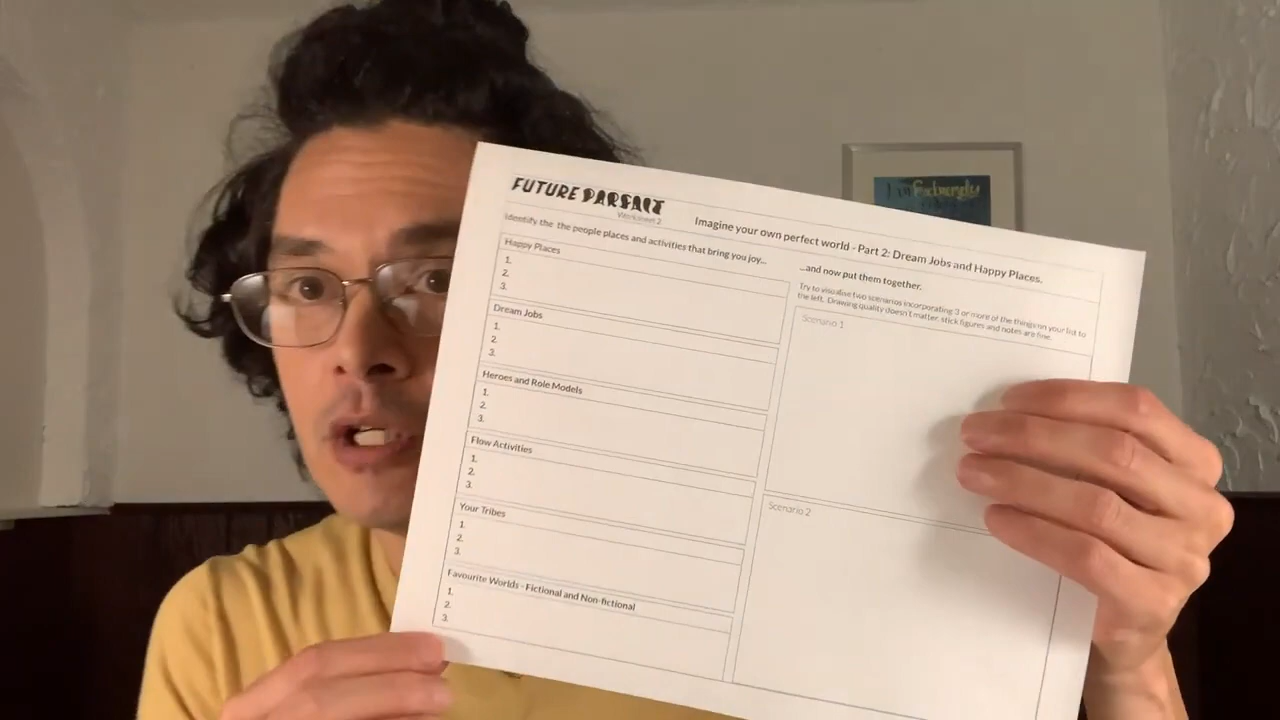 FUTURE PARFAIT
Worksheet 2
Imagine your own perfect world - Part 2: Dream Jobs and Happy Places.
Identify the the people places and activities that bring you joy...
Happy Places
1.
2.
3.
Dream Jobs
1.
2.
3.
Heroes and Role Models
1.
2.
3.
Flow Activities
1.
2.
3.
Your Tribes
1.
2.
3.
Favourite Worlds - Fictional and Non-fictional
1.
2.
3.
...and now put them together.
Try to visualise two scenarios incorporating 3 or more of the things on your list to
the left. Drawing quality doesn't matter, stick figures and notes are fine.
Scenario 1
Scenario 2
Extremely